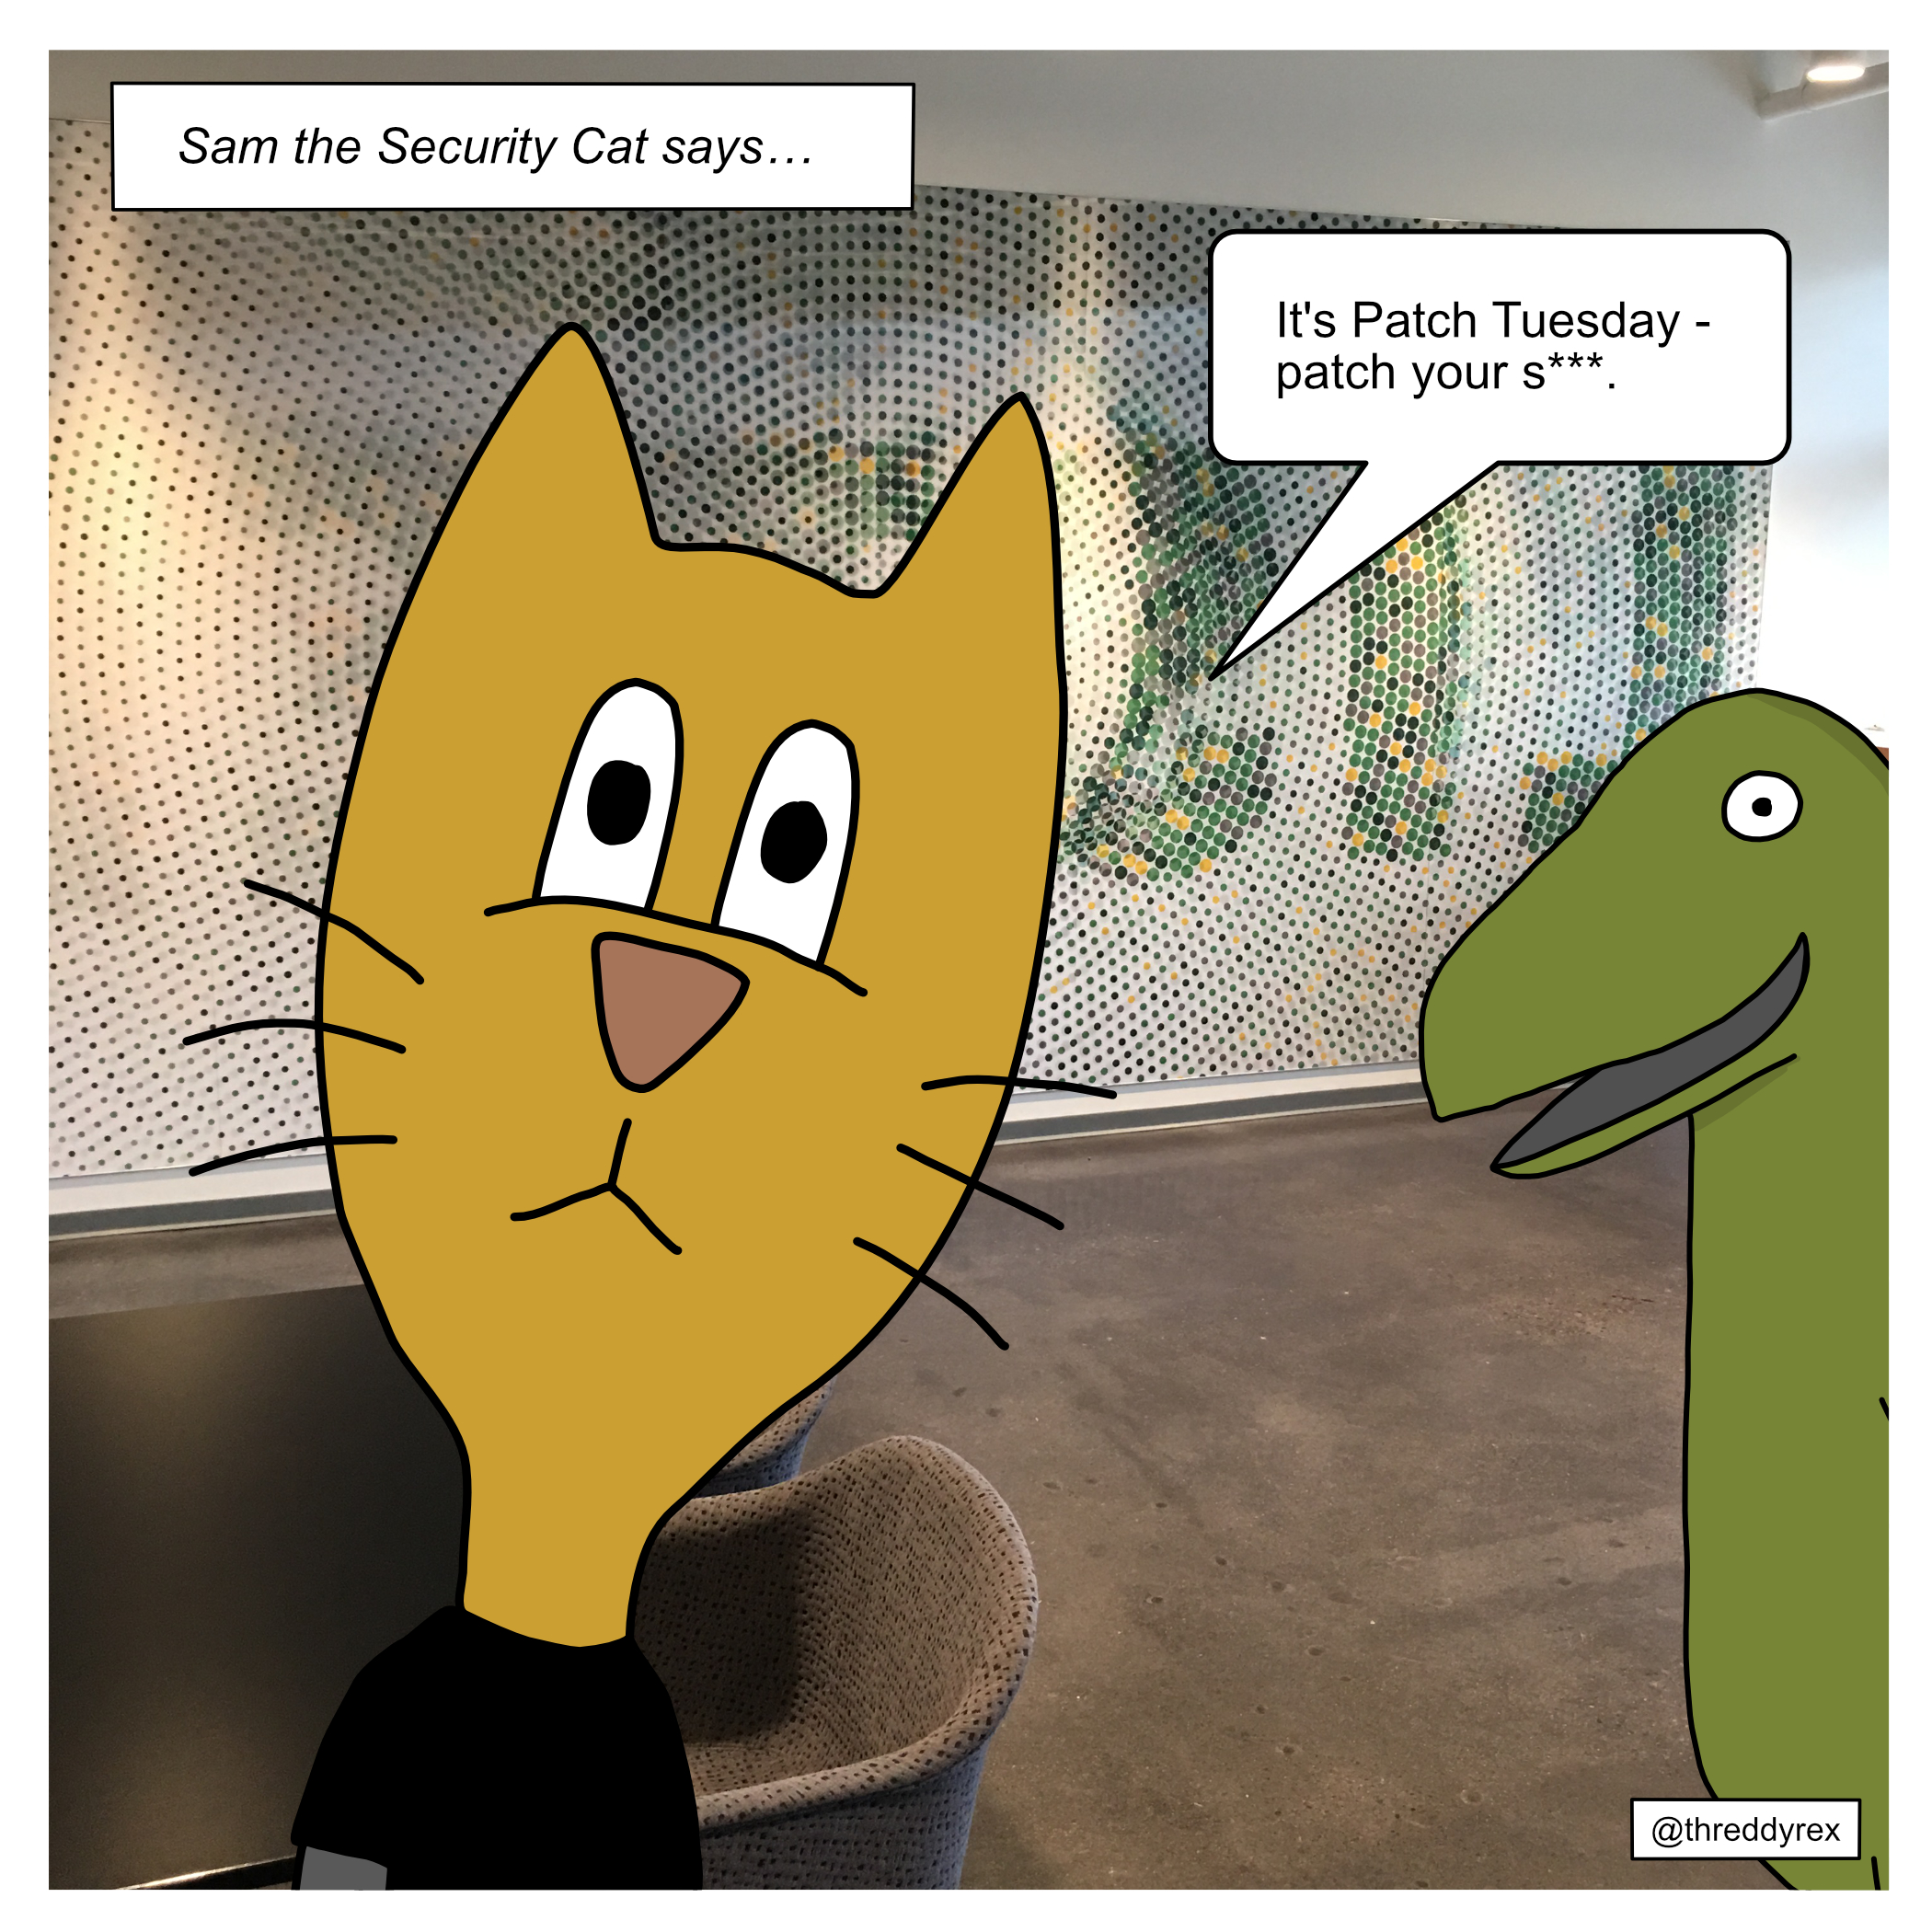 Sam the Security Cat says…
It's Patch Tuesday -
patch your s***.
@threddyrex